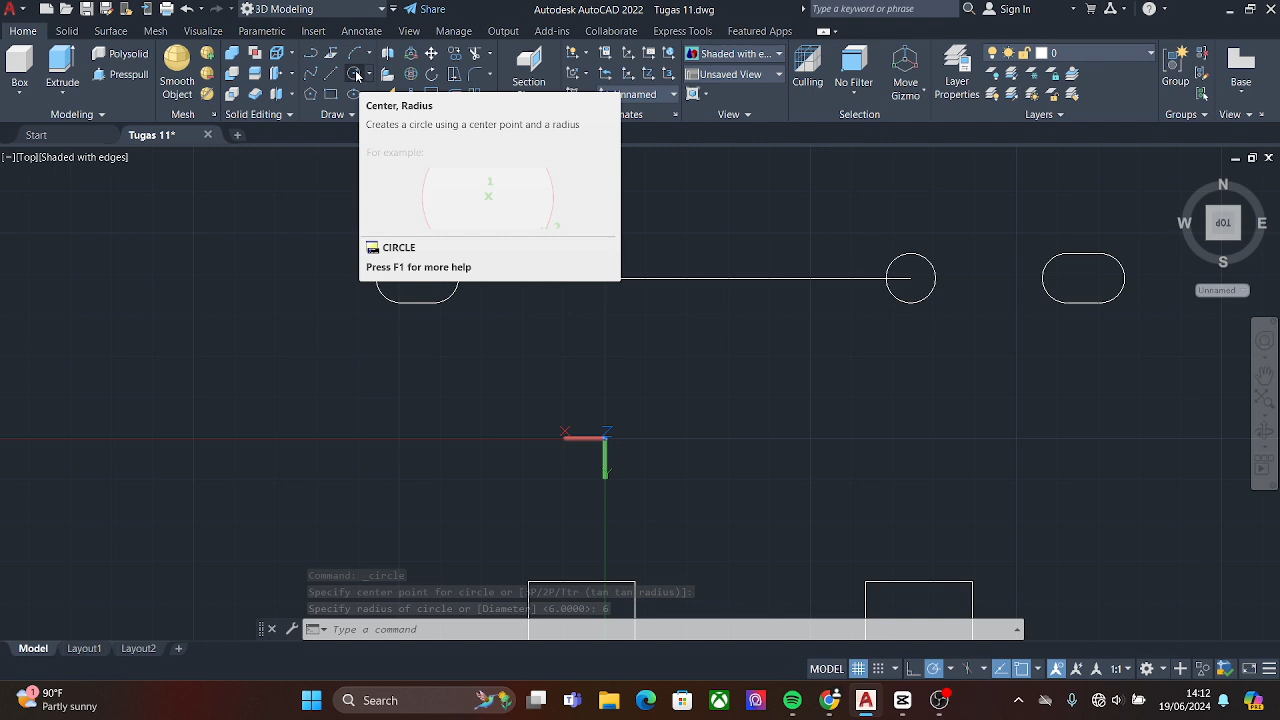 3D Modeling
Share
Autodesk AutoCAD 2022 Tugas 11.dwg
Type a keyword or phrase
Sign In
Home Solid Surface Mesh Visualize Parametric Insert Annotate View Manage Output Add-ins Collaborate Express Tools Featured Apps
Box
Extrude
Polysolid
Presspull
Smooth
Object
Section
Shaded with e...
Unsaved View
Unnamed
Culling
No Filter
Move
Gizmo
Layer
Properties
0
Group
Base
Modeling
Mesh
Draw
View
Selection
Layers
Groups
View
Start
Tugas 11*
[−][Top][Shaded with edges]
Center, Radius
Creates a circle using a center point and a radius
For example:
1
X
2
CIRCLE
Press F1 for more help
N
W
TOP
E
S
Unnamed
X
Z
Y
Command: _circle
Specify center point for circle or [3P/2P/Ttr (tan tan radius)]:
Specify radius of circle or [Diameter] <6.0000>: 6
Type a command
Model Layout1 Layout2 +
MODEL
1:1
1
90°F
Partly sunny
Search
19/06/2024